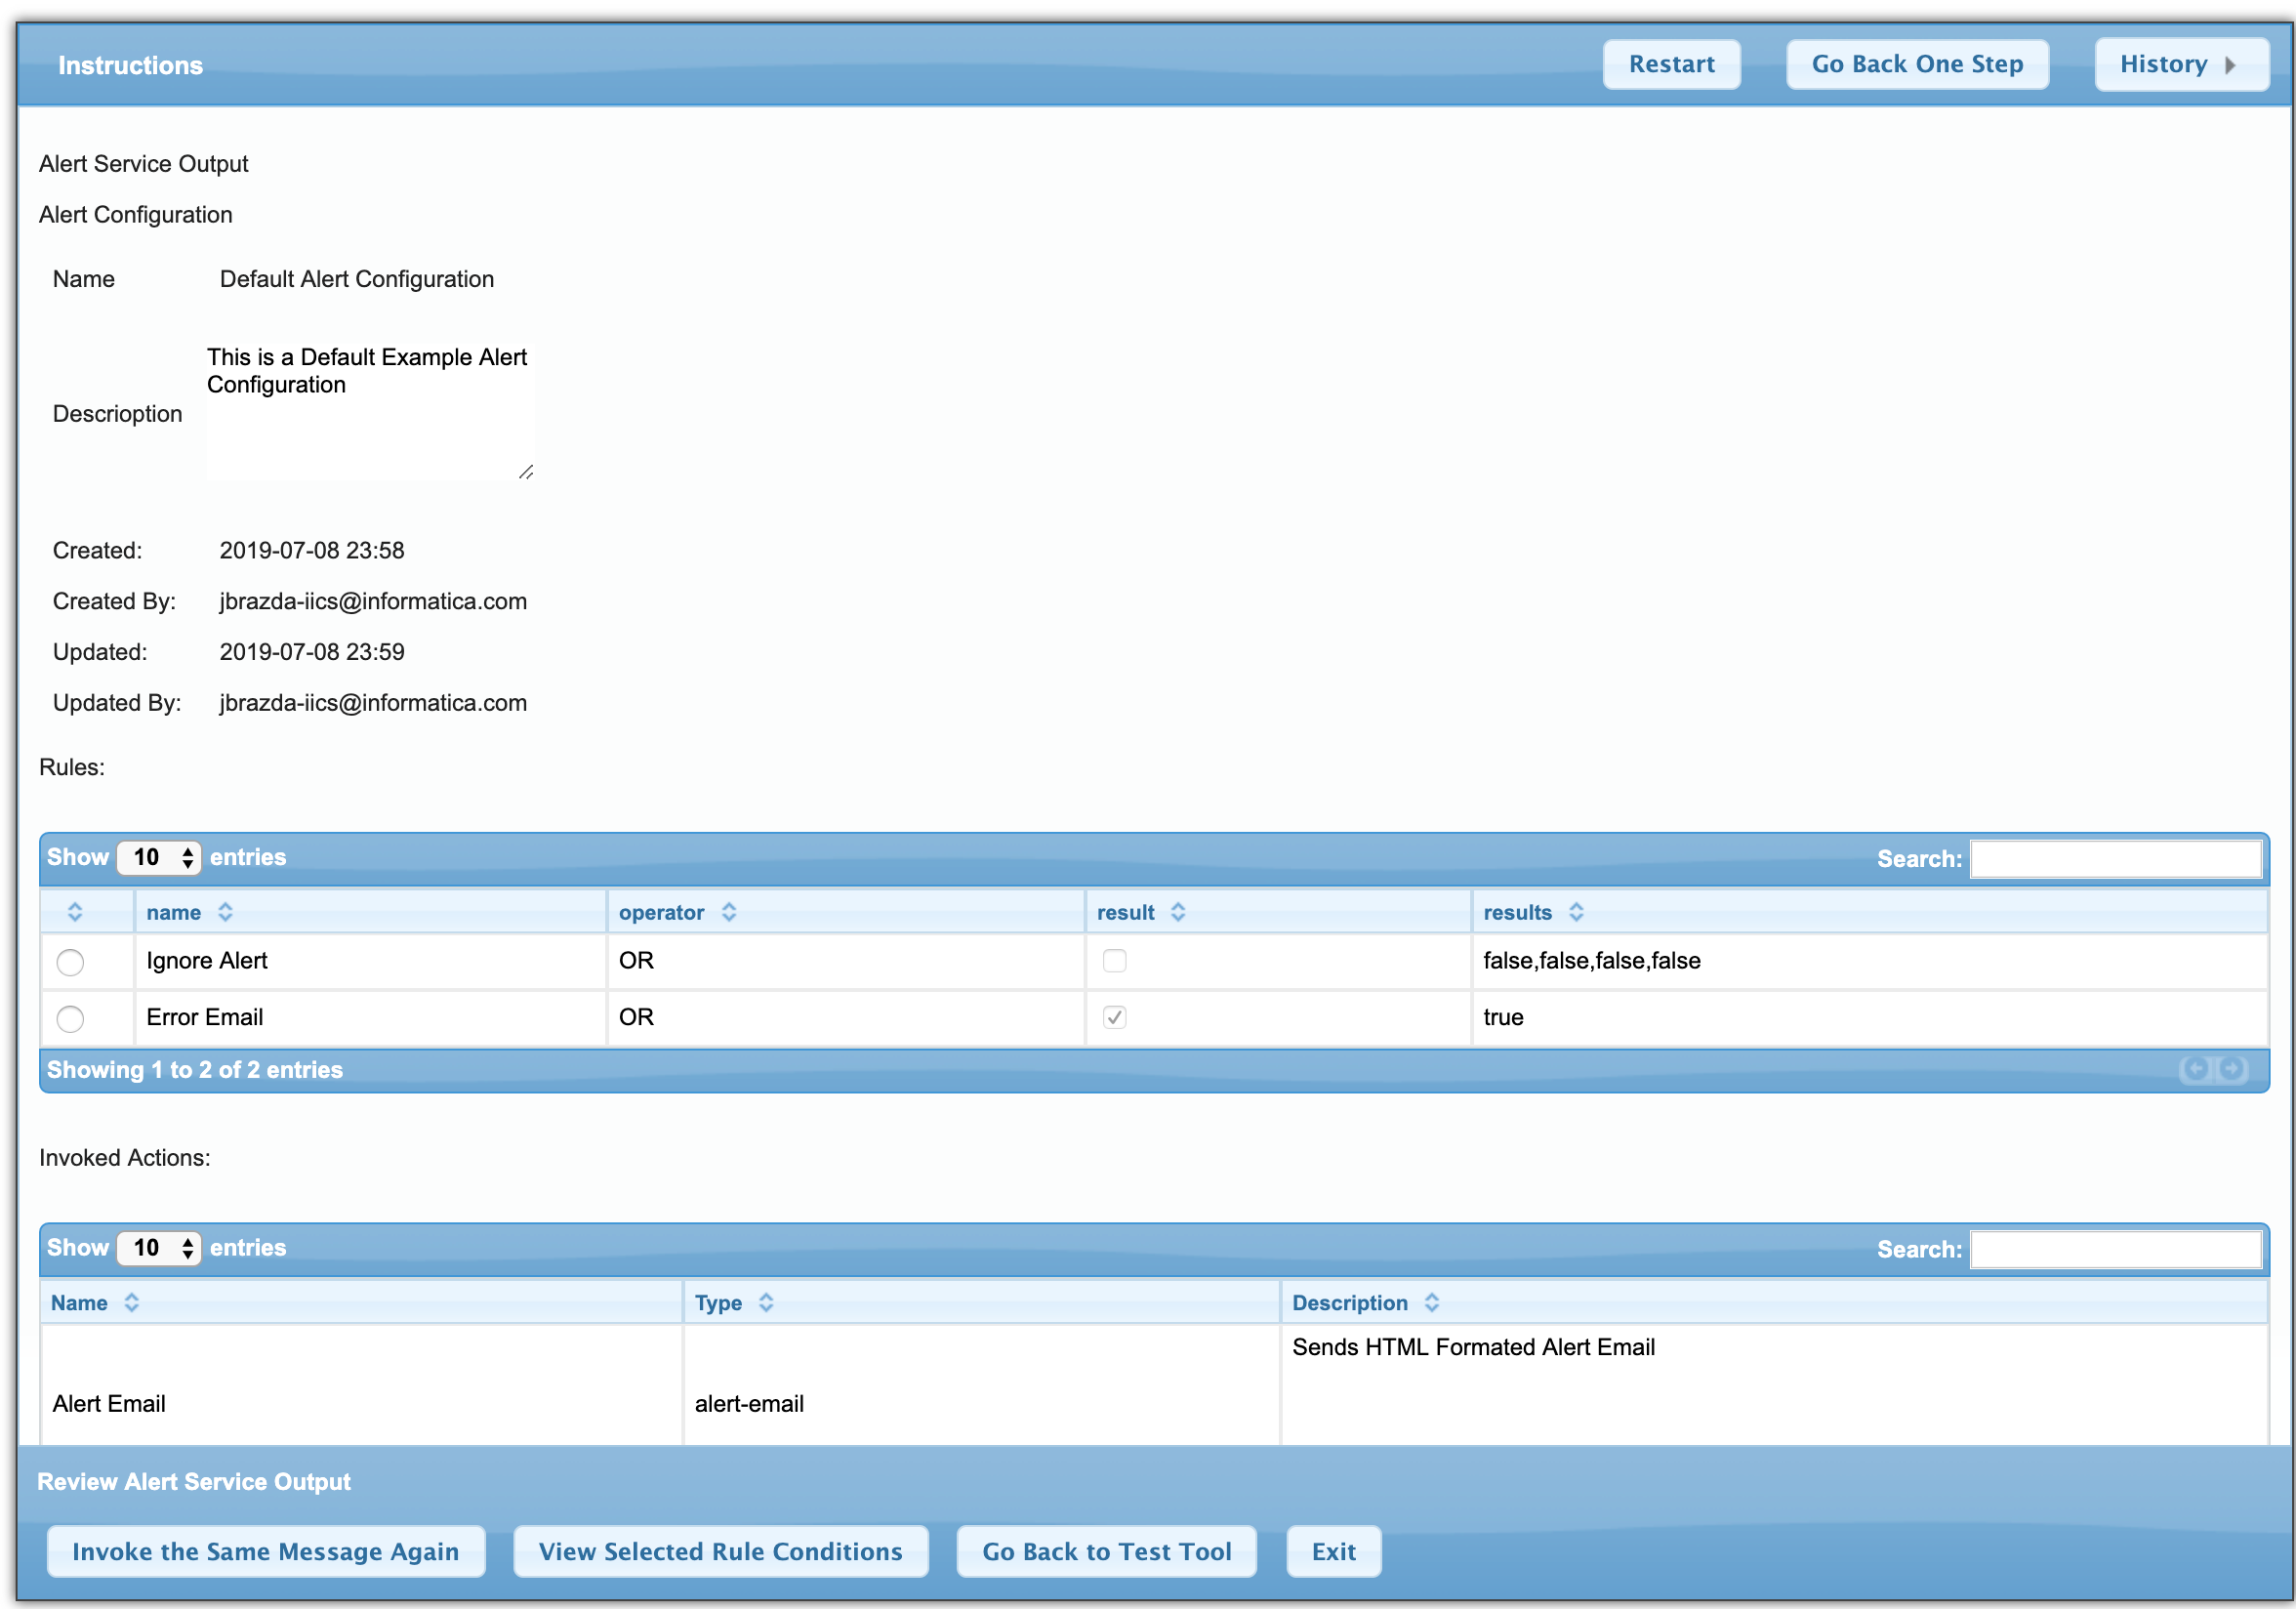 Instructions
Restart
Go Back One Step
History
Alert Service Output
Alert Configuration
Name Default Alert Configuration
This is a Default Example Alert
Configuration
Descrioption
Created: 2019-07-08 23:58
Created By: jbrazda-iics@informatica.com
Updated: 2019-07-08 23:59
Updated By: jbrazda-iics@informatica.com
Rules:
Show 10 entries Search:
name operator result results
Ignore Alert OR false,false,false,false
Error Email OR true
Showing 1 to 2 of 2 entries
Invoked Actions:
Show 10 entries Search:
Name Type Description
Sends HTML Formated Alert Email
Alert Email alert-email
Review Alert Service Output
Invoke the Same Message Again
View Selected Rule Conditions
Go Back to Test Tool
Exit